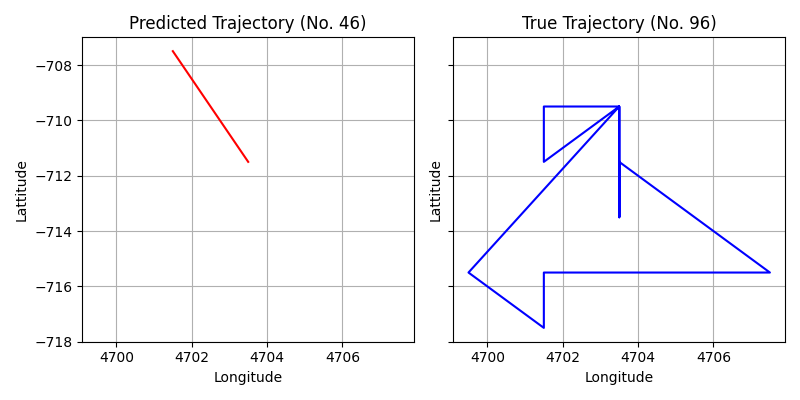 Predicted Trajectory (No. 46)
True Trajectory (No. 96)
−708
−710
−712
−714
−716
−718
Lattitude
Lattitude
4700
4702
4704
4706
4700
4702
4704
4706
Longitude
Longitude